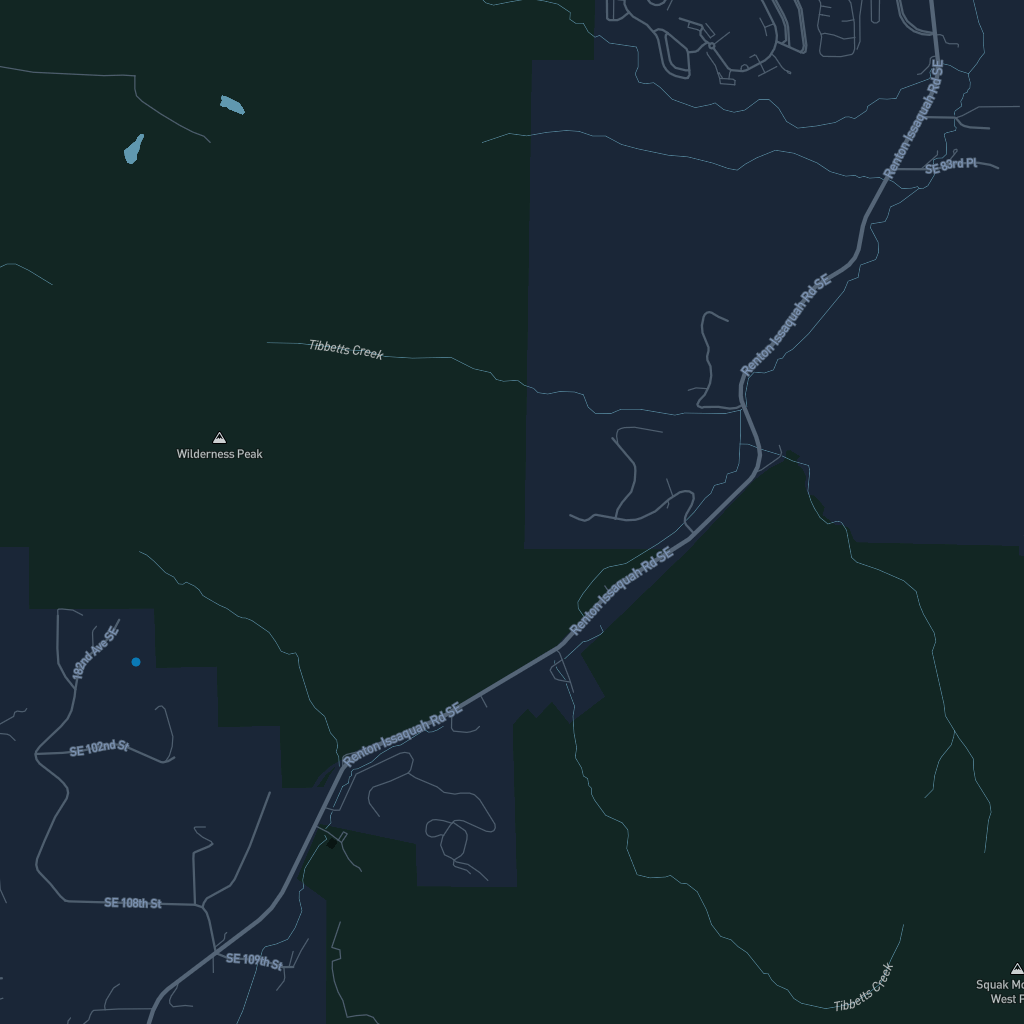 Renton Issaquah Rd SE
SE 83rd Pl
Renton Issaquah Rd SE
Tibbetts Creek
Wilderness Peak
Renton Issaquah Rd SE
182nd Ave SE
Renton Issaquah Rd SE
SE 102nd St
SE 108th St
SE 109th St
Tibbetts Creek
Squak Mo
West P